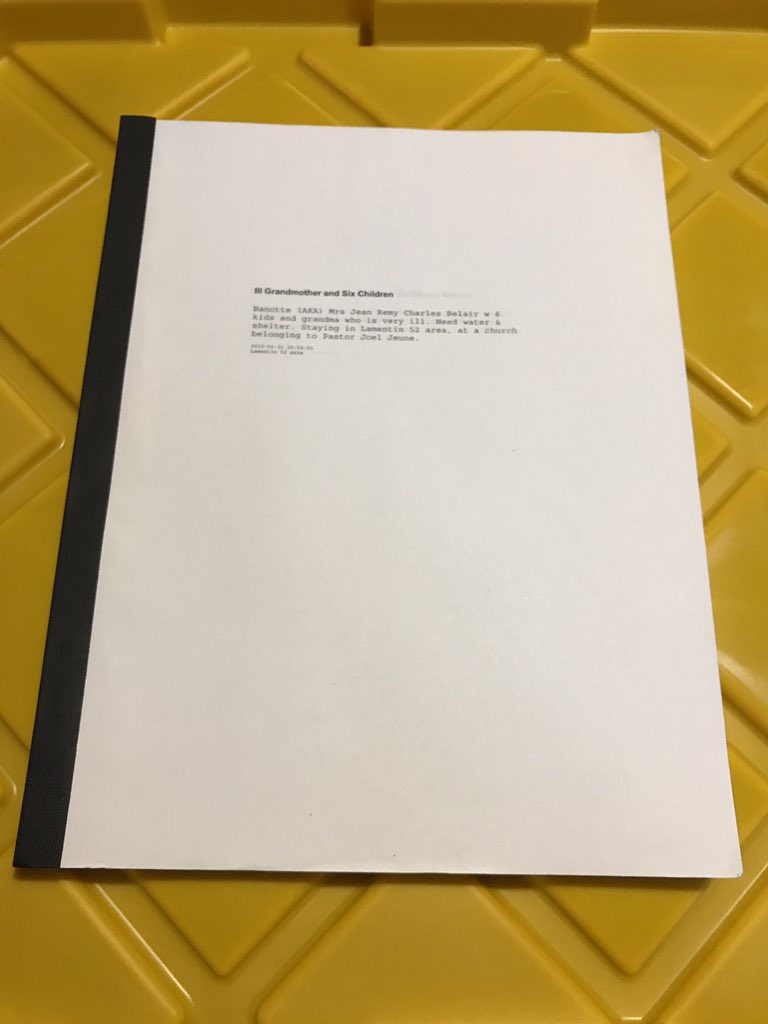 Ill Grandmother and Six Children
Banotte (AKA) Mrs Jean Remy Charles Belair w 6
kids and grandma who is very ill. Need water &
shelter. Staying in Lamentin 52 area, at a church
belonging to Pastor Joel Jeune.
Lamentin 52 area